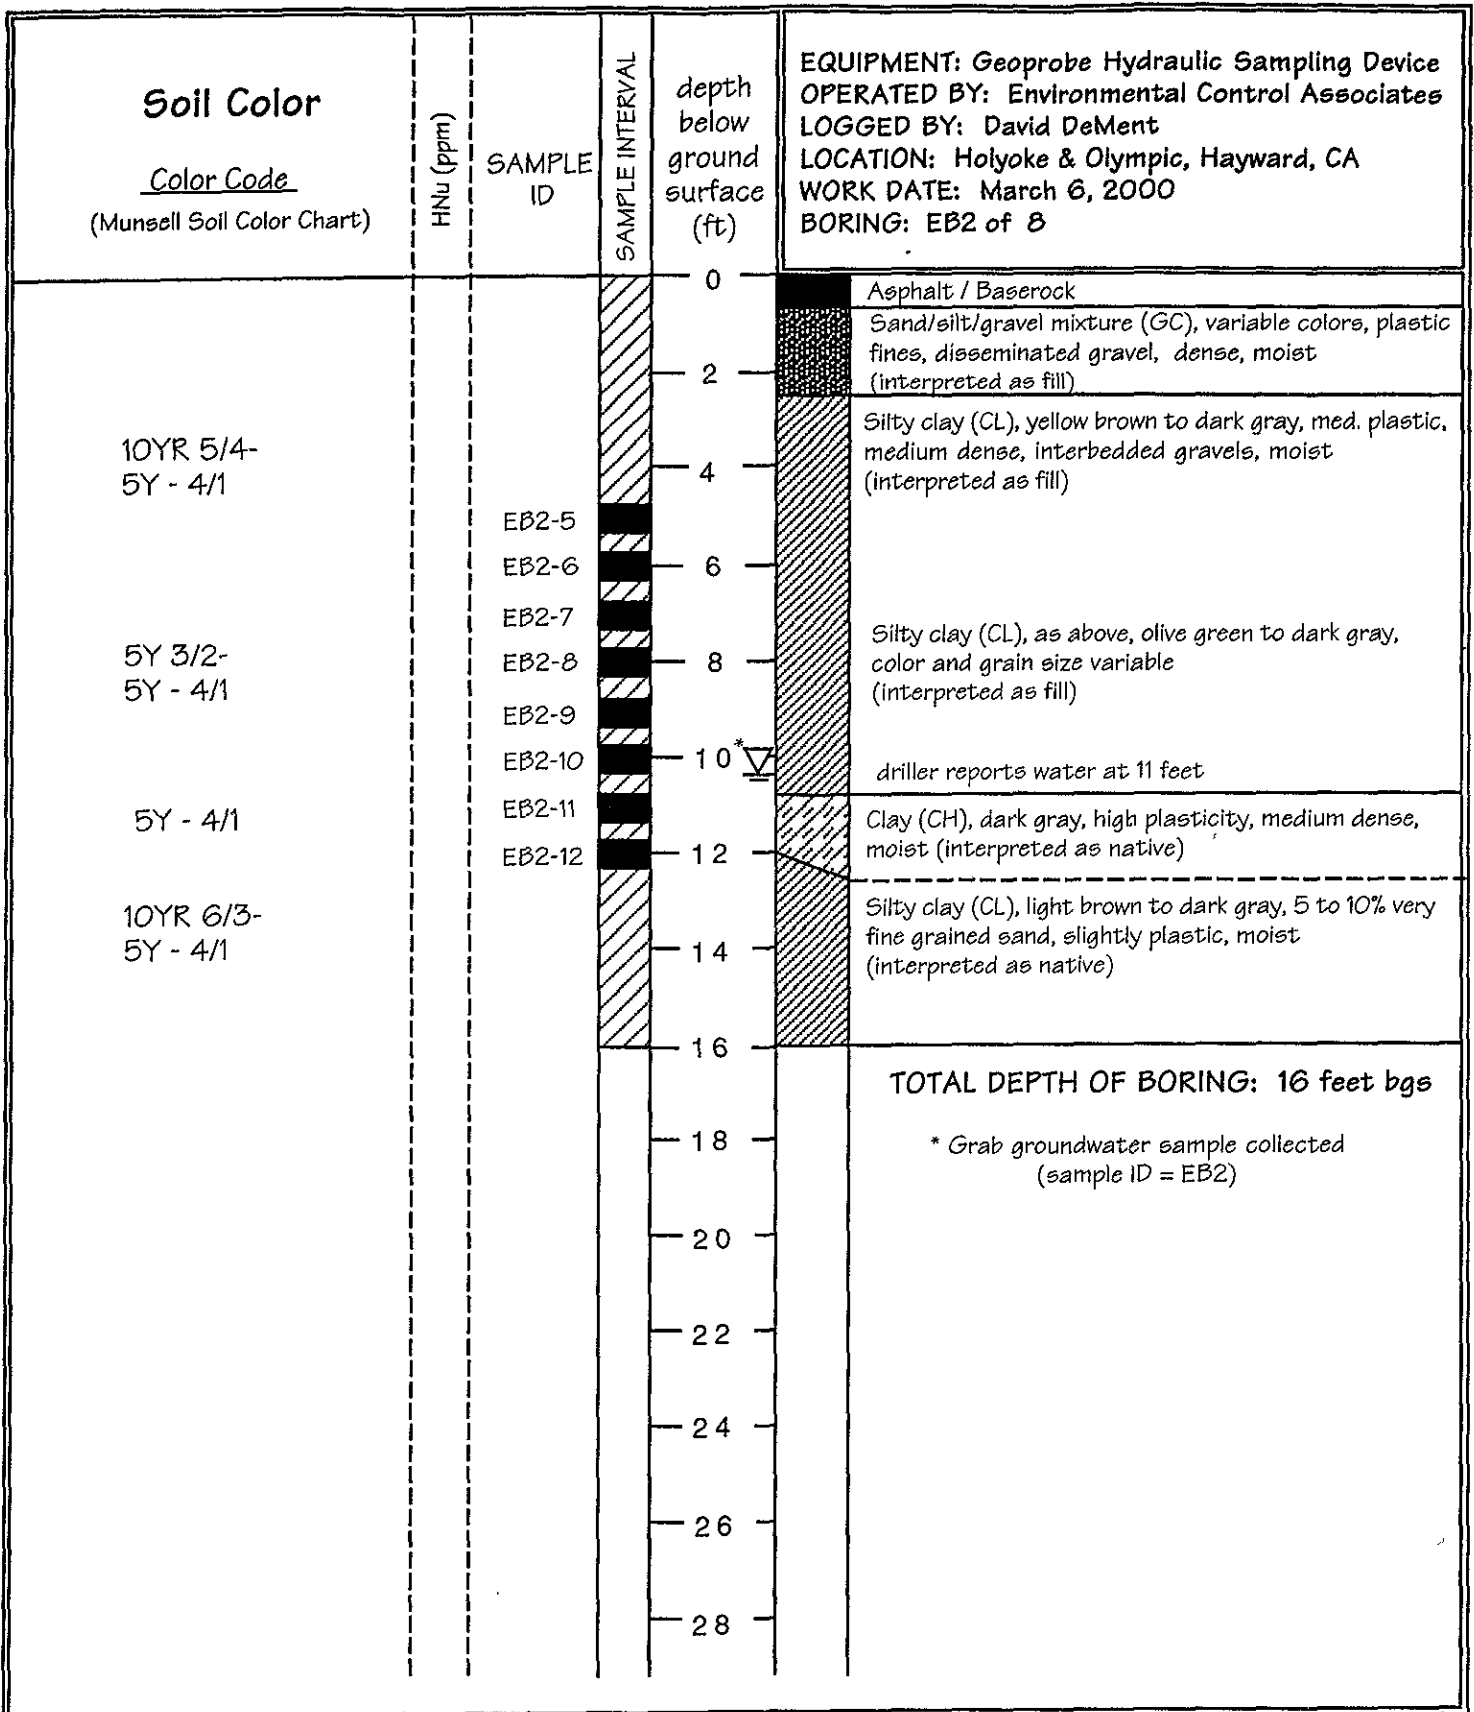 Soil Color
Color Code
(Munsell Soil Color Chart)
HNu (ppm)
SAMPLE
ID
SAMPLE INTERVAL
depth
below
ground
surface
(ft)
EQUIPMENT: Geoprobe Hydraulic Sampling Device
OPERATED BY: Environmental Control Associates
LOGGED BY: David DeMent
LOCATION: Holyoke & Olympic, Hayward, CA
WORK DATE: March 6, 2000
BORING: EB2 of 8
0
Asphalt / Baserock
Sand/silt/gravel mixture (GC), variable colors, plastic
fines, disseminated gravel, dense, moist
(interpreted as fill)
2
Silty clay (CL), yellow brown to dark gray, med. plastic,
medium dense, interbedded gravels, moist
(interpreted as fill)
10YR 5/4-
5Y - 4/1
4
EB2-5
EB2-6
6
EB2-7
Silty clay (CL), as above, olive green to dark gray,
color and grain size variable
(interpreted as fill)
5Y 3/2-
5Y - 4/1
EB2-8
8
EB2-9
EB2-10
10 *
driller reports water at 11 feet
5Y - 4/1
EB2-11
Clay (CH), dark gray, high plasticity, medium dense,
moist (interpreted as native)
EB2-12
12
10YR 6/3-
5Y - 4/1
Silty clay (CL), light brown to dark gray, 5 to 10% very
fine grained sand, slightly plastic, moist
(interpreted as native)
14
16
TOTAL DEPTH OF BORING: 16 feet bgs
18
* Grab groundwater sample collected
(sample ID = EB2)
20
22
24
26
28